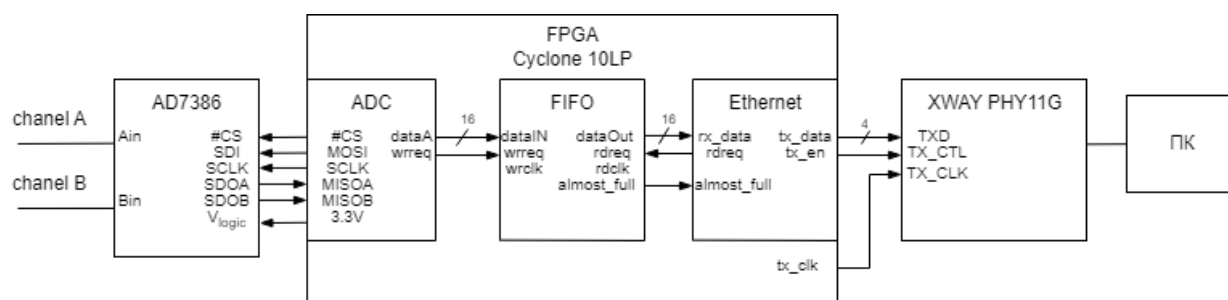 FPGA
Cyclone 10LP
AD7386
ADC
FIFO
Ethernet
XWAY PHY11G
ПК
chanel A
chanel B
Ain
Bin
#CS
SDI
SCLK
SDOA
SDOB
Vlogic
#CS
MOSI
SCLK
MISOA
MISOB
3.3V
dataA
wrreq
16
dataIN
wrreq
wrclk
dataOut
rdreq
rdclk
almost_full
16
rx_data
rdreq
almost_full
tx_data
tx_en
4
TXD
TX_CTL
TX_CLK
tx_clk